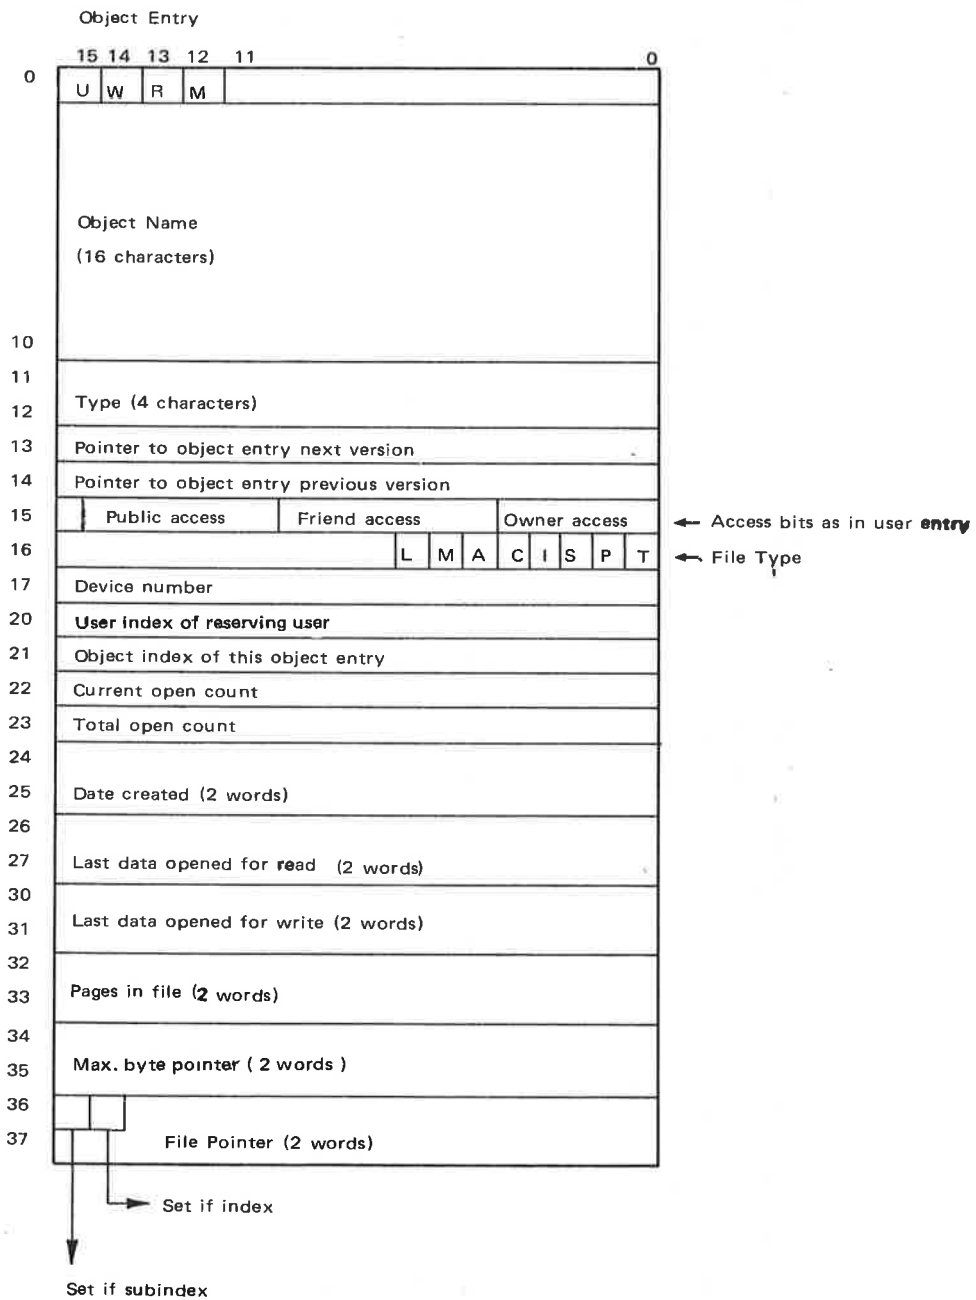 Object Entry
15 14 13 12 11 0
0
U W R M
Object Name
(16 characters)
10
11
Type (4 characters)
12
13 Pointer to object entry next version
14 Pointer to object entry previous version
15 Public access Friend access Owner access Access bits as in user entry
16 L M A C I S P T File Type
17 Device number
20 User index of reserving user
21 Object index of this object entry
22 Current open count
23 Total open count
24
25 Date created (2 words)
26
27 Last data opened for read (2 words)
30
Last data opened for write (2 words)
31
32
33 Pages in file (2 words)
34
35 Max. byte pointer ( 2 words )
36
37 File Pointer (2 words)
Set if index
Set if subindex